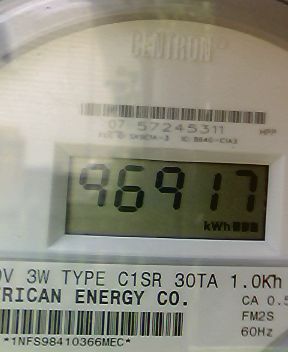 CENTRON
07 57245311
96917
kWh
0V 3W TYPE C1SR 30TA 1.0Kh
RICAN ENERGY CO.
CA 0.5
FM2S
60Hz
*1NFS98410366MEC*